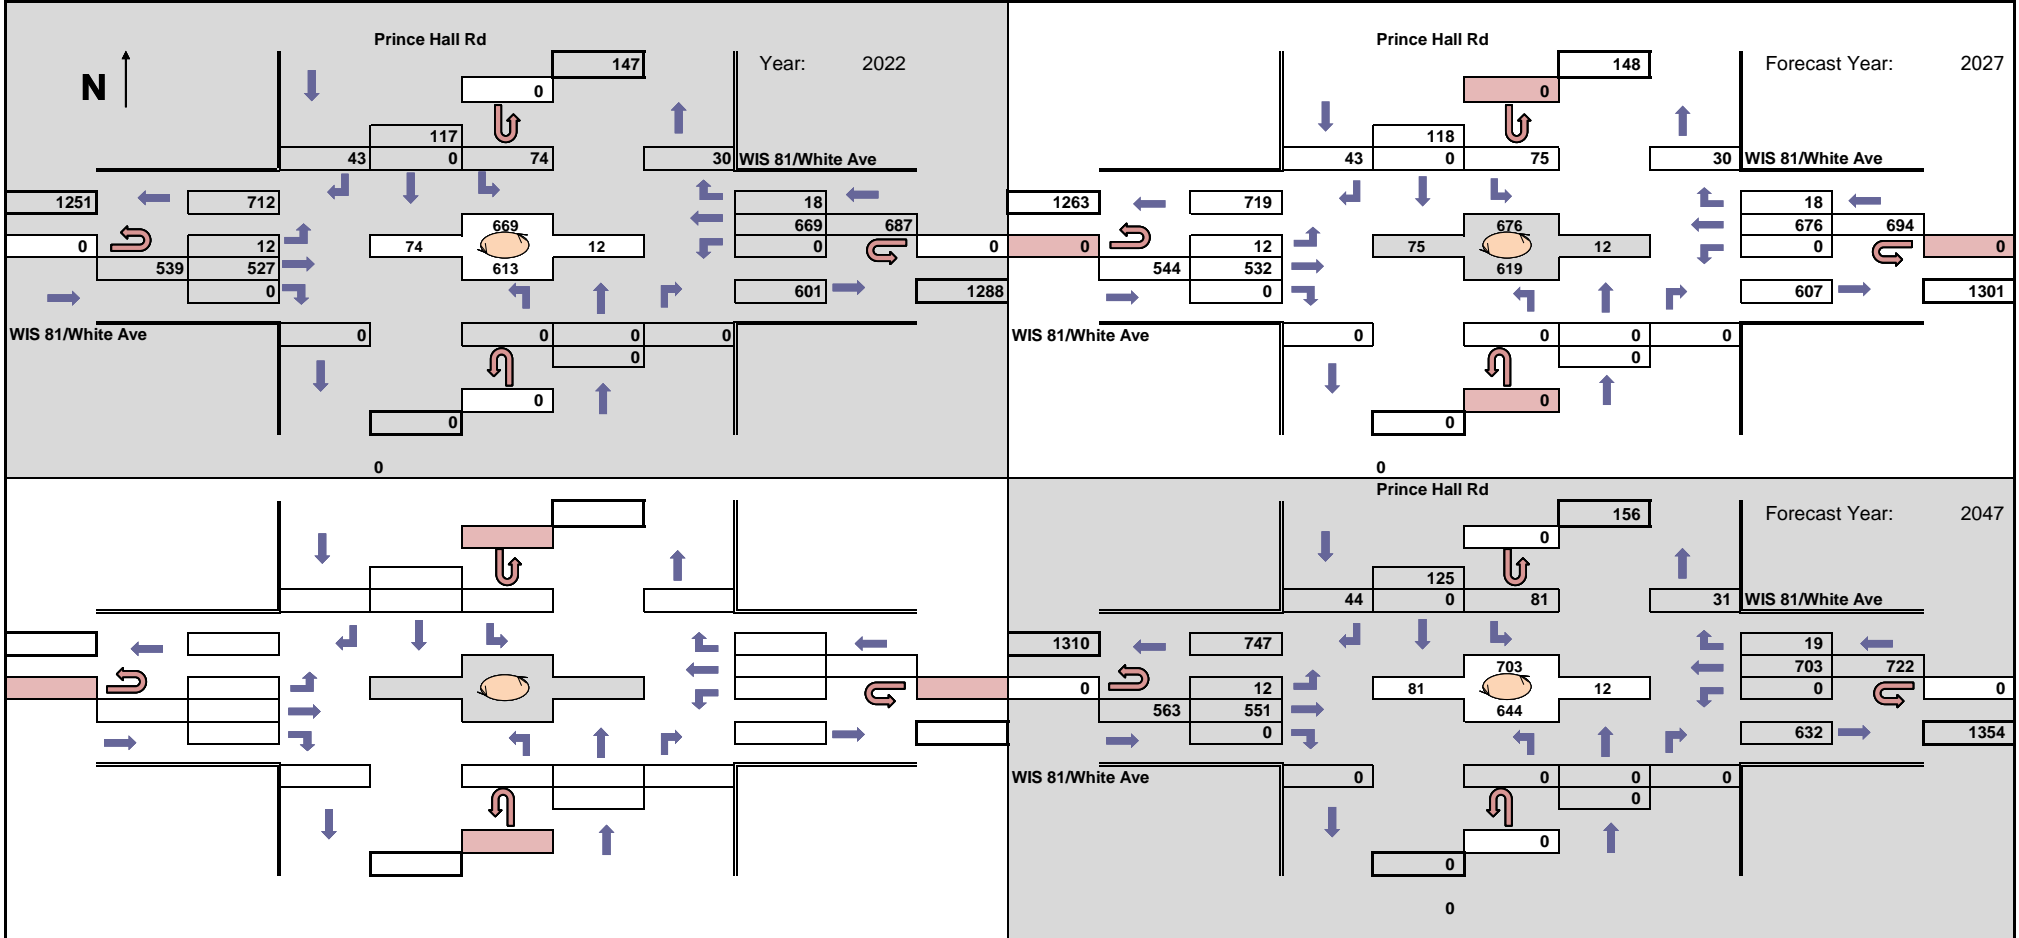 Prince Hall Rd
N
147
Year: 2022
0
117
43 0 74 30 WIS 81/White Ave
1251 712 18
669 669 687
0 12 74 12 0 0
539 527 613
0 601 1288
WIS 81/White Ave 0 0 0 0
0
0
0
0
Prince Hall Rd
148
Forecast Year: 2027
0
118
43 0 75 30 WIS 81/White Ave
1263 719 18
676 676 694
0 12 75 12 0 0
544 532 619
0 607 1301
WIS 81/White Ave 0 0 0 0
0
0
0
0
Prince Hall Rd
156
Forecast Year: 2047
0
125
44 0 81 31 WIS 81/White Ave
1310 747 19
703 703 722
0 12 81 12 0 0
563 551 644
0 632 1354
WIS 81/White Ave 0 0 0 0
0
0
0
0